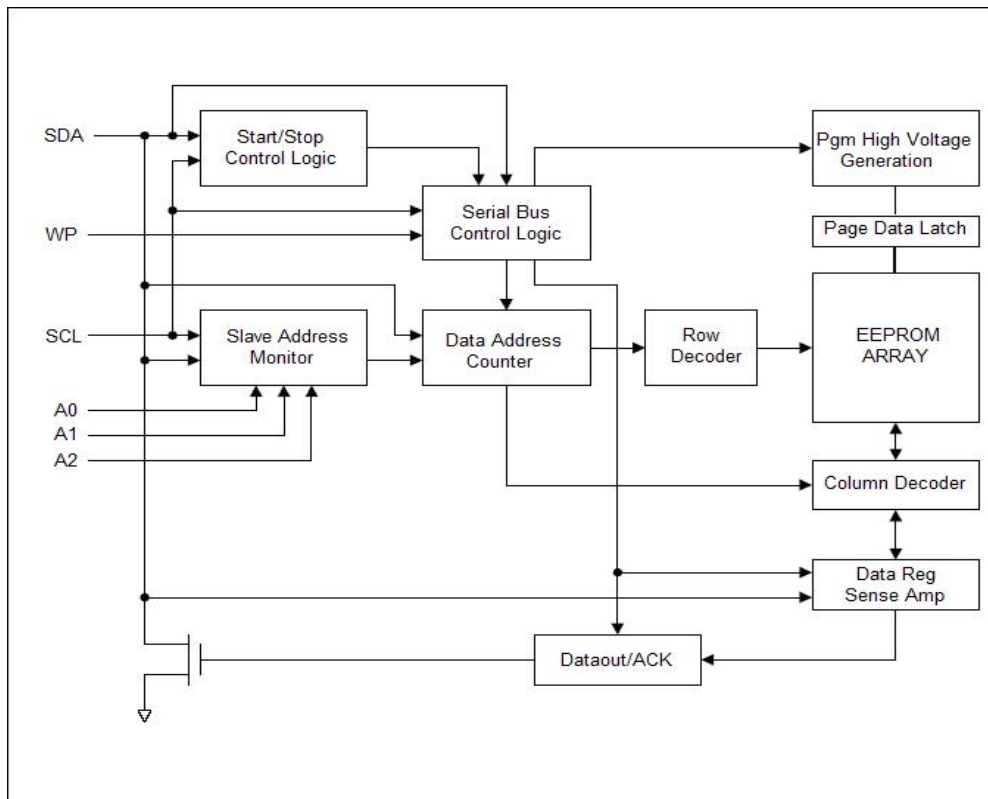 SDA
Start/Stop
Control Logic
Pgm High Voltage
Generation
WP
Serial Bus
Control Logic
Page Data Latch
SCL
Slave Address
Monitor
Data Address
Counter
Row
Decoder
EEPROM
ARRAY
A0
A1
A2
Column Decoder
Data Reg
Sense Amp
Dataout/ACK